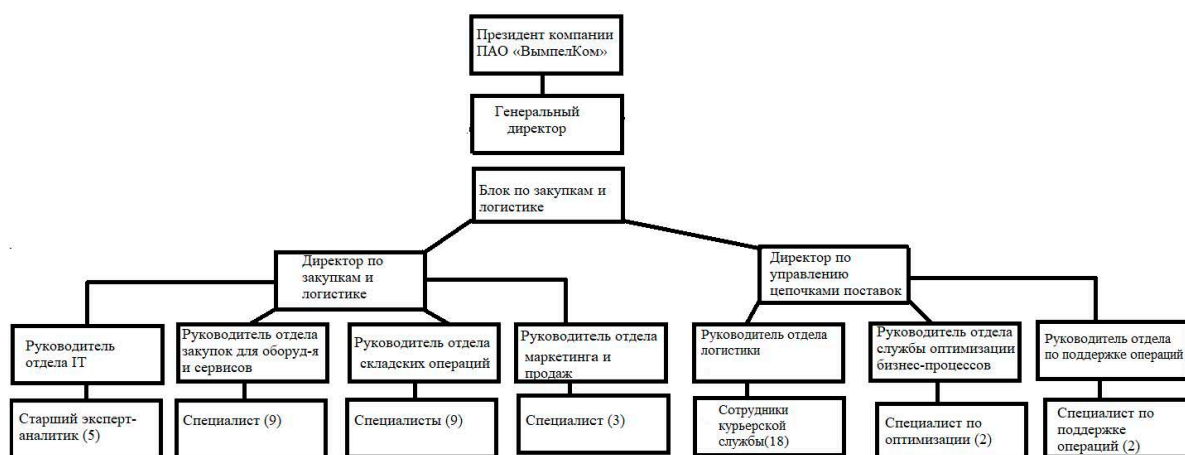 Президент компании
ПАО «ВымпелКом»
Генеральный
директор
Блок по закупкам и
логистике
Директор по
закупкам и
логистике
Директор по
управлению
цепочками поставок
Руководитель
отдела IT
Руководитель отдела
закупок для оборуд-я
и сервисов
Руководитель отдела
складских операций
Руководитель отдела
маркетинга и
продаж
Руководитель отдела
логистики
Руководитель отдела
службы оптимизации
бизнес-процессов
Руководитель отдела
по поддержке операций
Старший эксперт-
аналитик (5)
Специалист (9)
Специалисты (9)
Специалист (3)
Сотрудники
курьерской
службы(18)
Специалист по
оптимизации (2)
Специалист по
поддержке
операций (2)